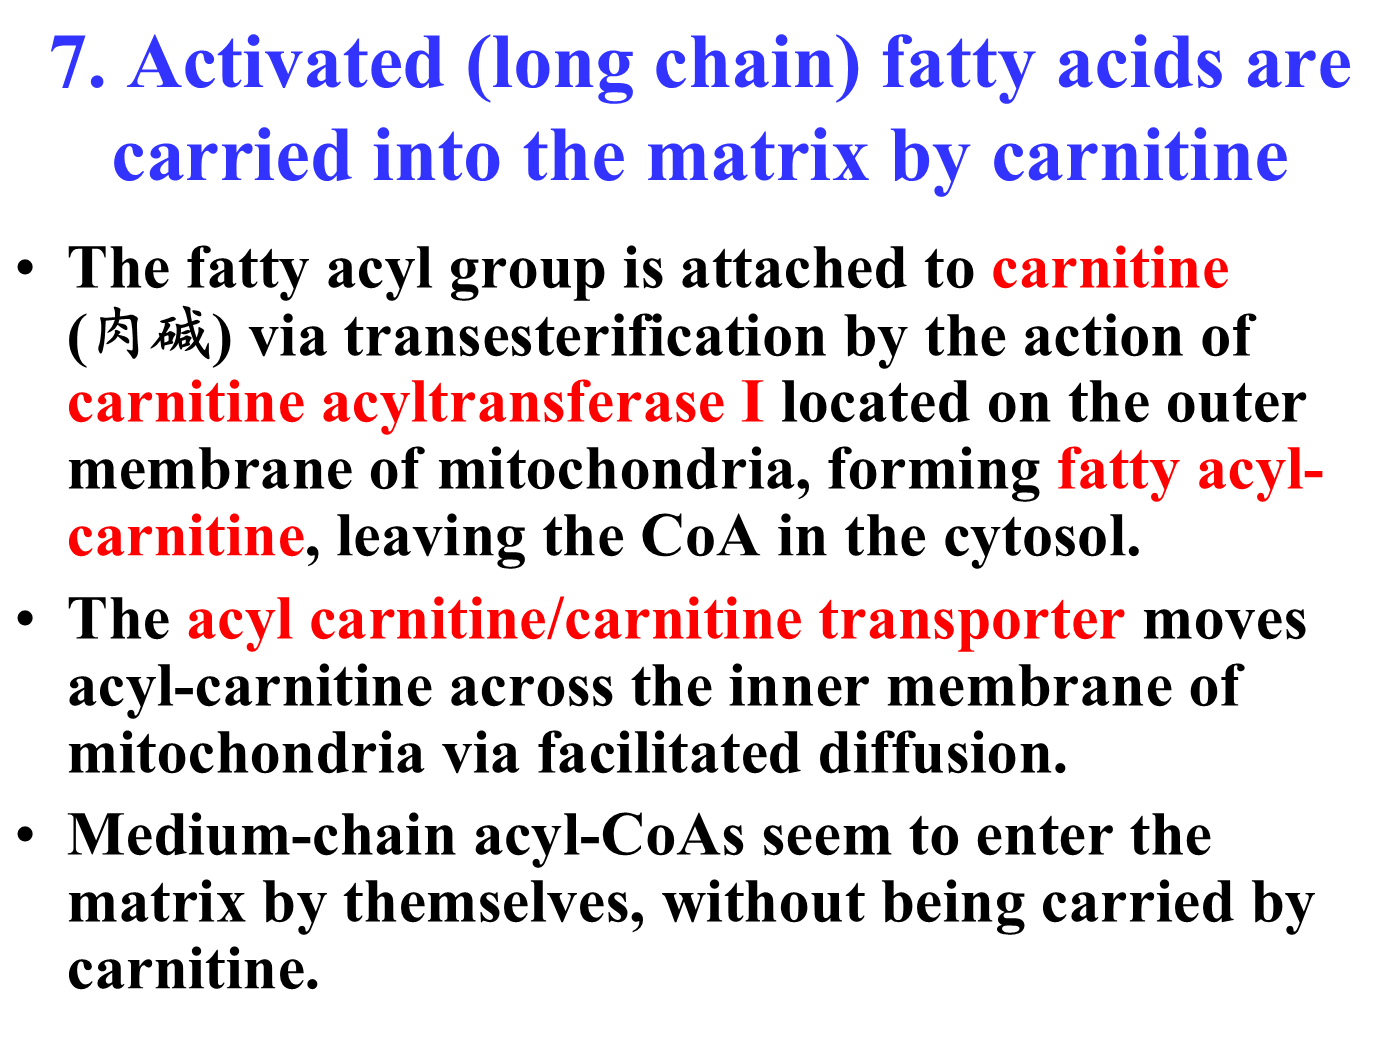 7. Activated (long chain) fatty acids are
carried into the matrix by carnitine
• The fatty acyl group is attached to carnitine
(肉碱) via transesterification by the action of
carnitine acyltransferase I located on the outer
membrane of mitochondria, forming fatty acyl-
carnitine, leaving the CoA in the cytosol.
• The acyl carnitine/carnitine transporter moves
acyl-carnitine across the inner membrane of
mitochondria via facilitated diffusion.
• Medium-chain acyl-CoAs seem to enter the
matrix by themselves, without being carried by
carnitine.